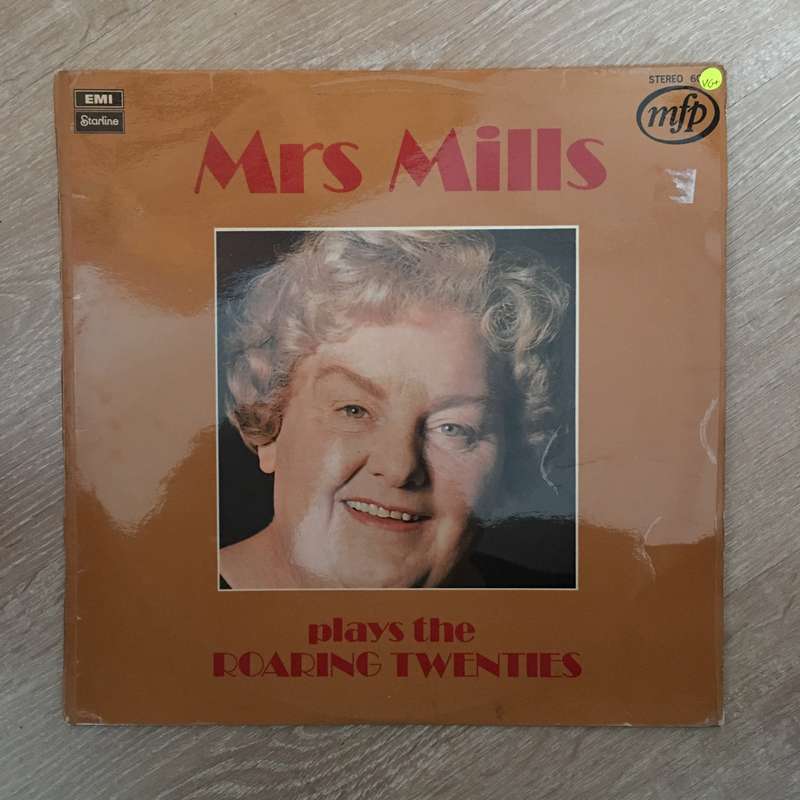 EMI
Starline
STEREO
VG+
mfp
Mrs Mills
plays the
ROARING TWENTIES